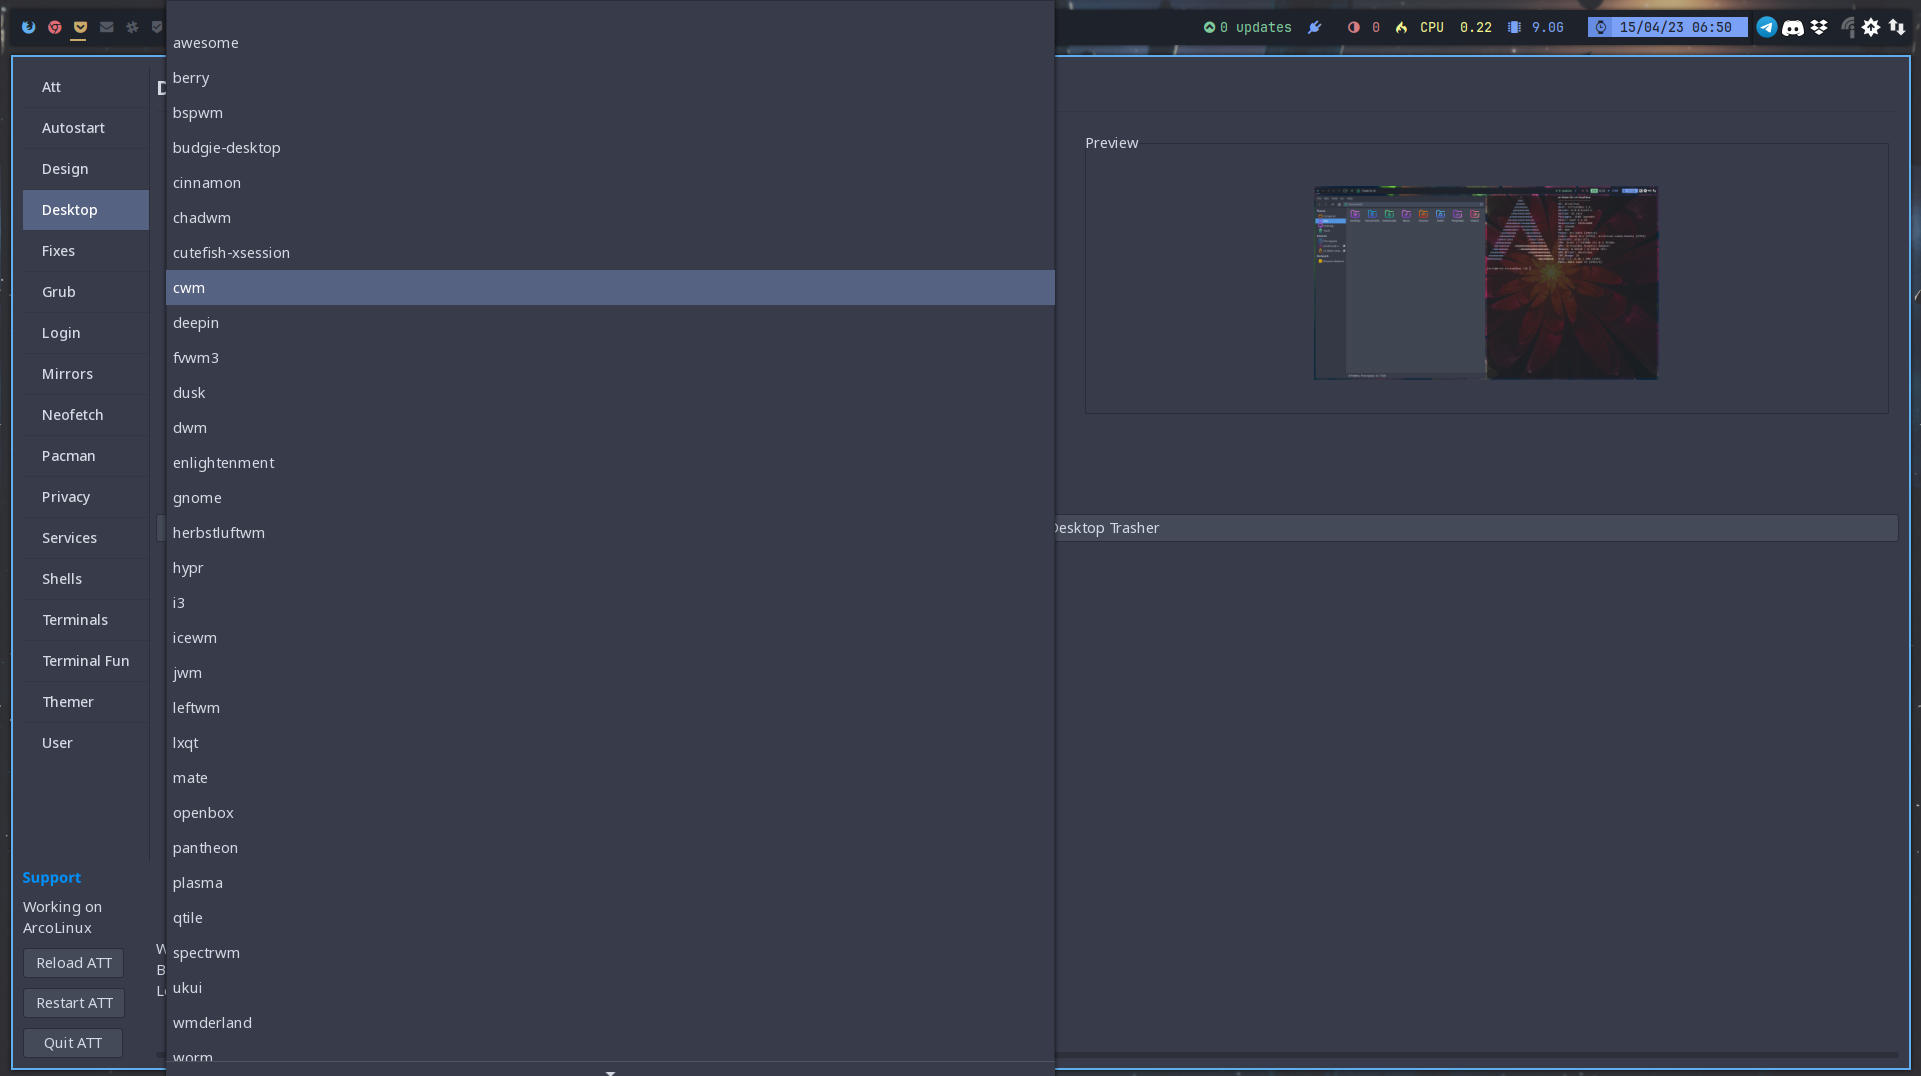 0 updates
0
CPU 0.22
9.0G
15/04/23 06:50
Att
Autostart
Design
Desktop
Fixes
Grub
Login
Mirrors
Neofetch
Pacman
Privacy
Services
Shells
Terminals
Terminal Fun
Themer
User
Support
Working on
ArcoLinux
Reload ATT
Restart ATT
Quit ATT
awesome
berry
bspwm
budgie-desktop
cinnamon
chadwm
cutefish-xsession
cwm
deepin
fvwm3
dusk
dwm
enlightenment
gnome
herbstluftwm
hypr
i3
icewm
jwm
leftwm
lxqt
mate
openbox
pantheon
plasma
qtile
spectrwm
ukui
wmderland
worm
Preview
Desktop Trasher